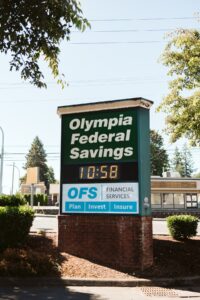 Olympia
Federal
Savings
10:58
OFS FINANCIAL
SERVICES
Plan | Invest | Insure